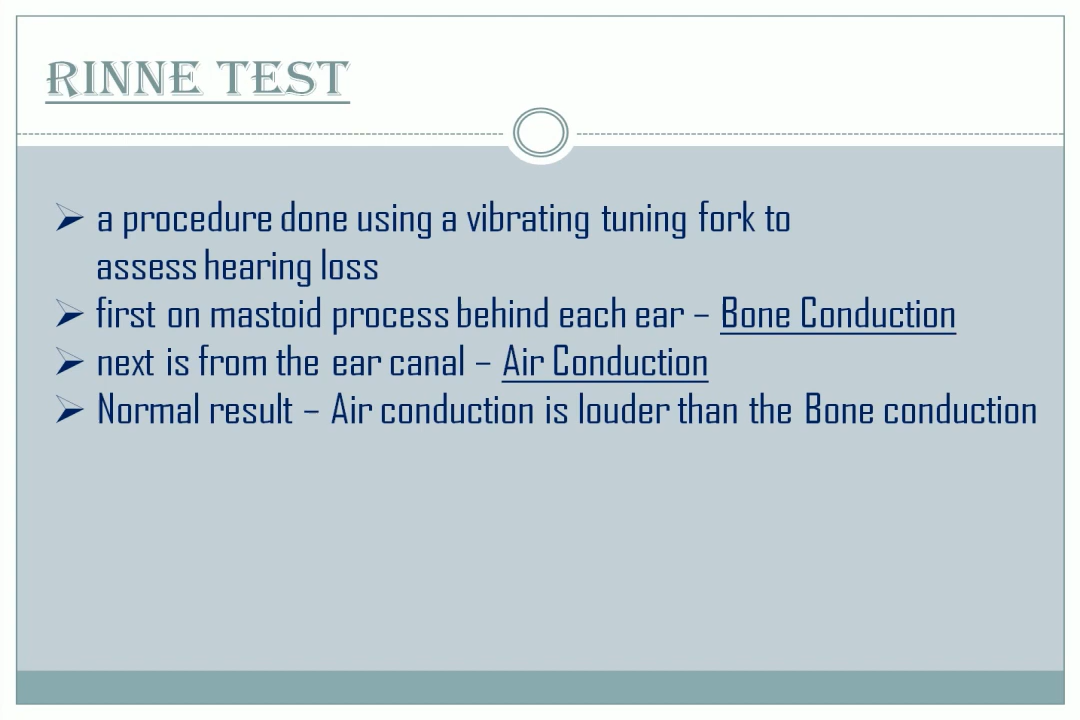 RINNE TEST
➢ a procedure done using a vibrating tuning fork to
assess hearing loss
➢ first on mastoid process behind each ear – Bone Conduction
➢ next is from the ear canal – Air Conduction
➢ Normal result – Air conduction is louder than the Bone conduction